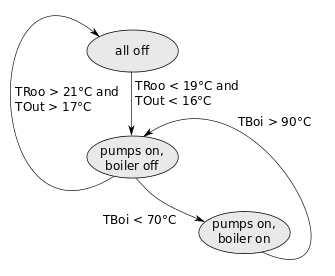 all off
TRoo > 21°C and
TOut > 17°C
TRoo < 19°C and
TOut < 16°C
TBoi > 90°C
pumps on,
boiler off
TBoi < 70°C
pumps on,
boiler on